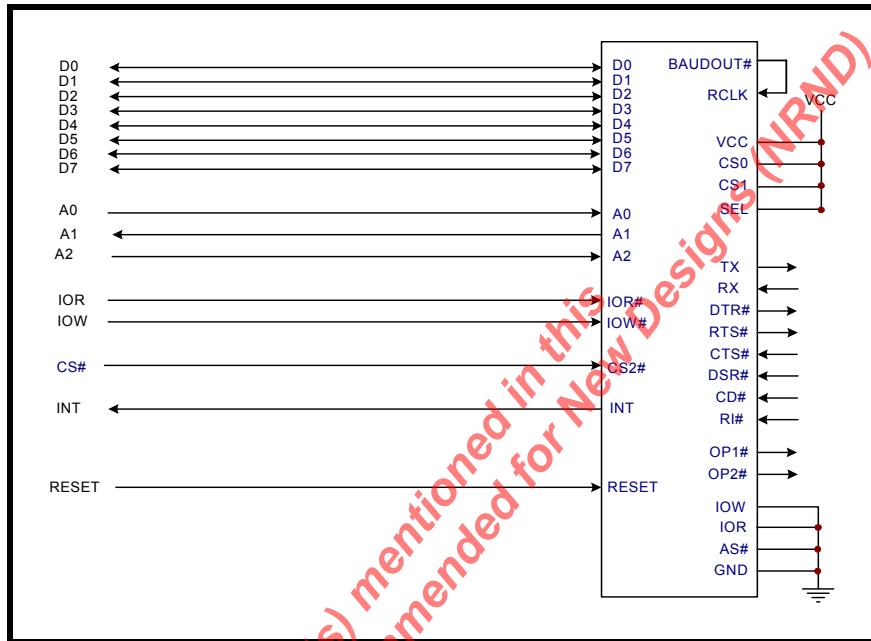 D0 D0 BAUDOUT#
D1 D1
D2 D2 RCLK
D3 D3 VCC
D4 D4
D5 D5 VCC
D6 D6 CS0
D7 D7 CS1
A0 A0 SEL
A1 A1
A2 A2 TX
RX
IOR IOR# DTR#
IOW IOW# RTS#
CTS#
CS# CS2# DSR#
CD#
INT INT RI#
OP1#
OP2#
RESET RESET
IOW
IOR
AS#
GND
mentioned in this
for New Designs (NRND)